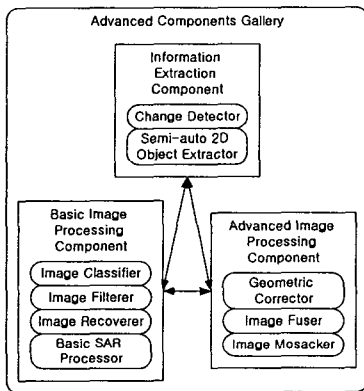 Advanced Components Gallery
Information
Extraction
Component
Change Detector
Semi-auto 2D
Object Extractor
Basic Image
Processing
Component
Image Classifier
Image Filterer
Image Recoverer
Basic SAR
Processor
Advanced Image
Processing
Component
Geometric
Corrector
Image Fuser
Image Mosacker